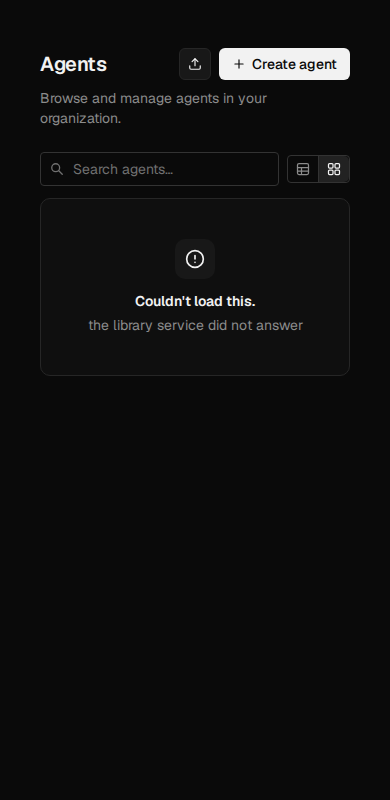 Agents
Create agent
Browse and manage agents in your
organization.
Search agents...
Couldn't load this.
the library service did not answer